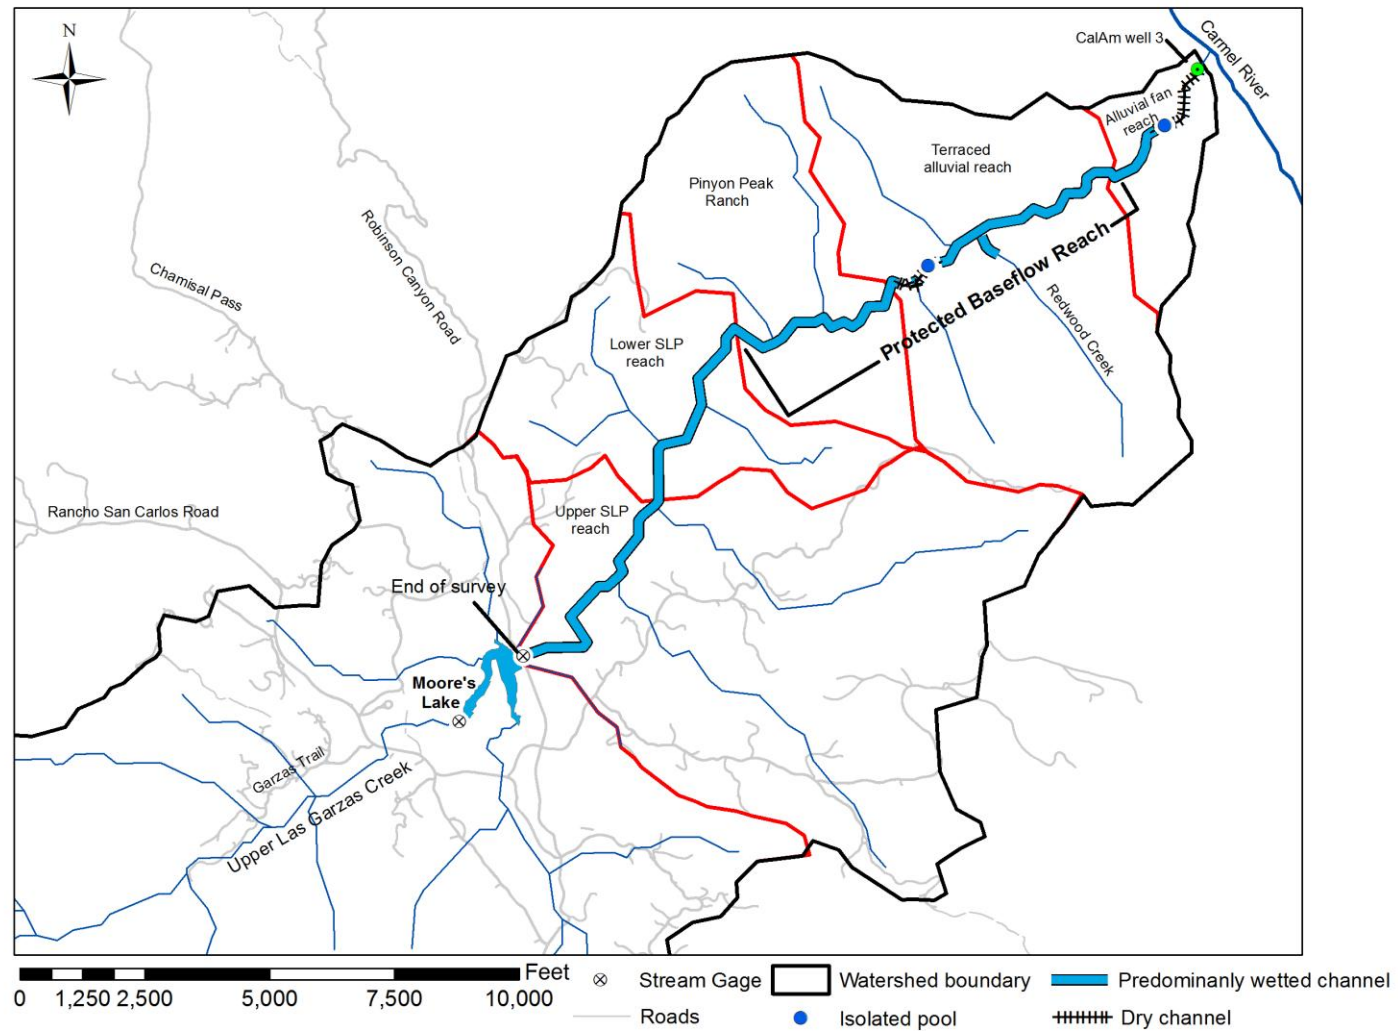 N
CalAm well 3
Carmel River
Alluvial fan
reach
Terraced
alluvial reach
Pinyon Peak
Ranch
Robinson Canyon Road
Chamisal Pass
Protected Baseflow Reach
Redwood Creek
Lower SLP
reach
Rancho San Carlos Road
Upper SLP
reach
End of survey
Moore's
Lake
Garzas Trail
Upper Las Garzas Creek
Feet
0 1,250 2,500 5,000 7,500 10,000
Stream Gage
Roads
Watershed boundary
Isolated pool
Predominanly wetted channel
Dry channel